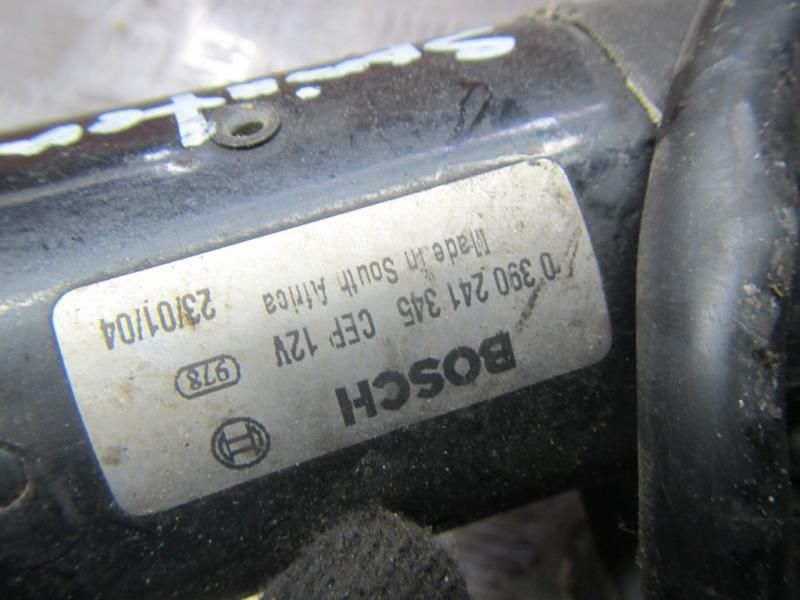 BOSCH
0 390 241 345 CEP 12V 978
Made in South Africa 23/01/04